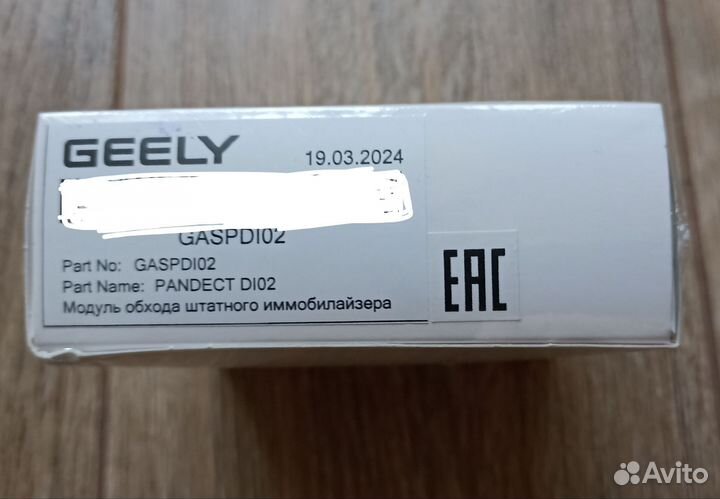 GEELY
19.03.2024
GASPDI02
Part No: GASPDI02
Part Name: PANDECT DI02
Модуль обхода штатного иммобилайзера
EAC
Avito